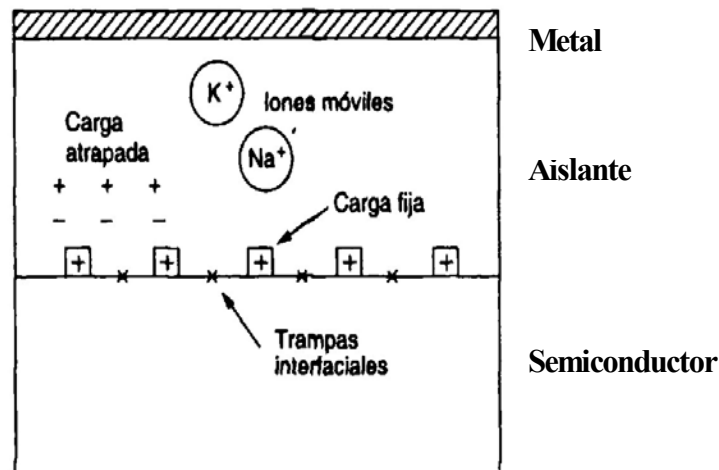 Metal
K+
Iones móviles
Carga
atrapada
Na+
Aislante
+ + +
− − −
Carga fija
+ + + + +
Trampas
interfaciales
Semiconductor